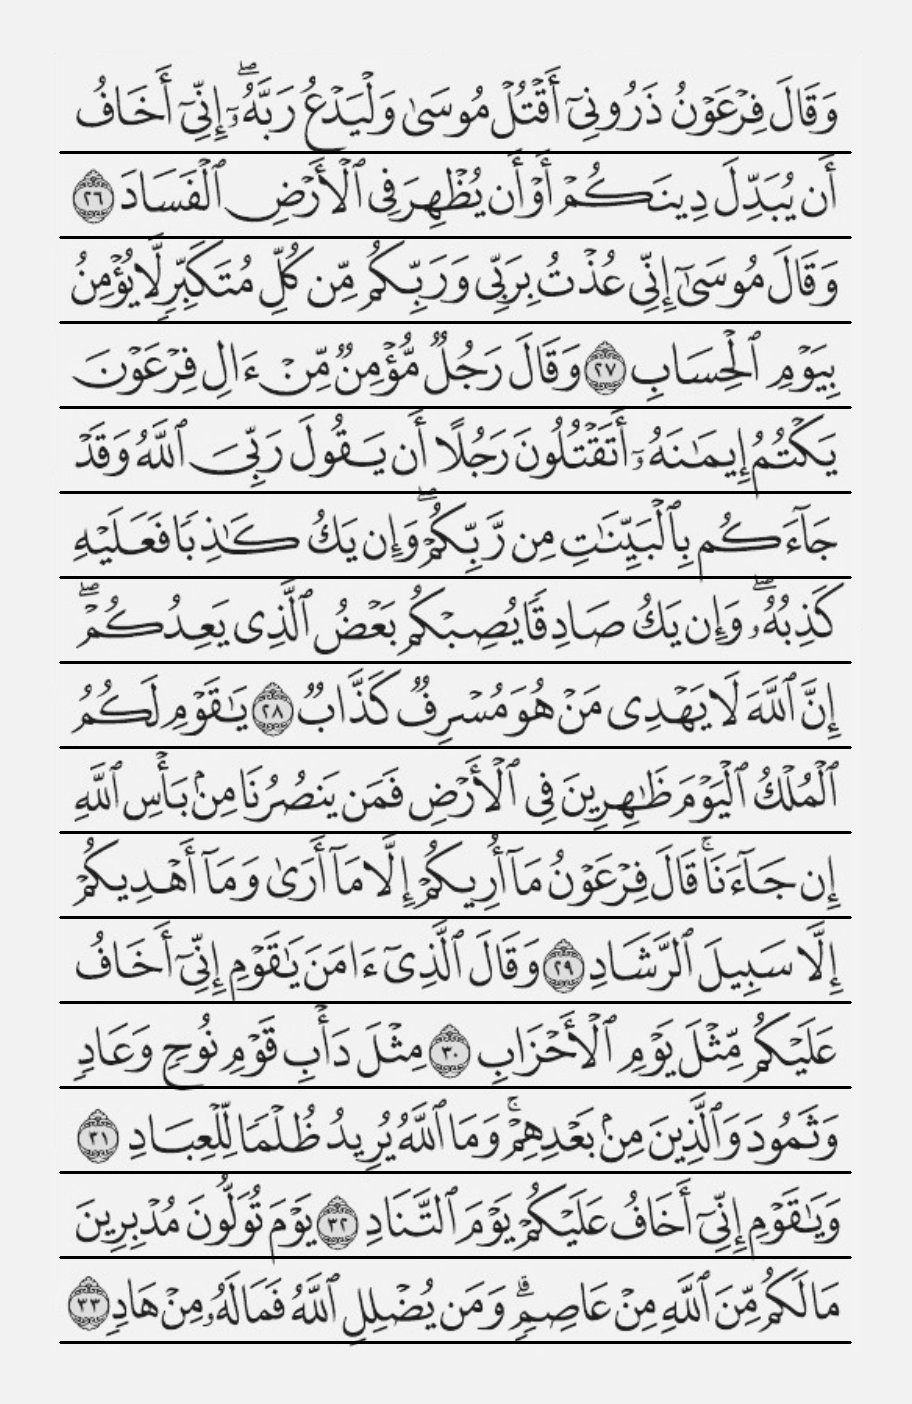 وَقَالَ فِرۡعَوۡنُ ذَرُونِيٓ أَقۡتُلۡ مُوسَىٰ وَلۡيَدۡعُ رَبَّهُۥٓۖ إِنِّيٓ أَخَافُ
أَن يُبَدِّلَ دِينَكُمۡ أَوۡ أَن يُظۡهِرَ فِي ٱلۡأَرۡضِ ٱلۡفَسَادَ ٢٦
وَقَالَ مُوسَىٰٓ إِنِّي عُذۡتُ بِرَبِّي وَرَبِّكُم مِّن كُلِّ مُتَكَبِّرٖ لَّا يُؤۡمِنُ
بِيَوۡمِ ٱلۡحِسَابِ ٢٧ وَقَالَ رَجُلٞ مُّؤۡمِنٞ مِّنۡ ءَالِ فِرۡعَوۡنَ
يَكۡتُمُ إِيمَٰنَهُۥٓ أَتَقۡتُلُونَ رَجُلًا أَن يَقُولَ رَبِّيَ ٱللَّهُ وَقَدۡ
جَآءَكُم بِٱلۡبَيِّنَٰتِ مِن رَّبِّكُمۡۖ وَإِن يَكُ كَٰذِبٗا فَعَلَيۡهِ
كَذِبُهُۥۖ وَإِن يَكُ صَادِقٗا يُصِبۡكُم بَعۡضُ ٱلَّذِي يَعِدُكُمۡۖ
إِنَّ ٱللَّهَ لَا يَهۡدِي مَنۡ هُوَ مُسۡرِفٞ كَذَّابٞ ٢٨ يَٰقَوۡمِ لَكُمُ
ٱلۡمُلۡكُ ٱلۡيَوۡمَ ظَٰهِرِينَ فِي ٱلۡأَرۡضِ فَمَن يَنصُرُنَا مِنۢ بَأۡسِ ٱللَّهِ
إِن جَآءَنَاۚ قَالَ فِرۡعَوۡنُ مَآ أُرِيكُمۡ إِلَّا مَآ أَرَىٰ وَمَآ أَهۡدِيكُمۡ
إِلَّا سَبِيلَ ٱلرَّشَادِ ٢٩ وَقَالَ ٱلَّذِيٓ ءَامَنَ يَٰقَوۡمِ إِنِّيٓ أَخَافُ
عَلَيۡكُم مِّثۡلَ يَوۡمِ ٱلۡأَحۡزَابِ ٣٠ مِثۡلَ دَأۡبِ قَوۡمِ نُوحٖ وَعَادٖ
وَثَمُودَ وَٱلَّذِينَ مِنۢ بَعۡدِهِمۡۚ وَمَا ٱللَّهُ يُرِيدُ ظُلۡمٗا لِّلۡعِبَادِ ٣١
وَيَٰقَوۡمِ إِنِّيٓ أَخَافُ عَلَيۡكُمۡ يَوۡمَ ٱلتَّنَادِ ٣٢ يَوۡمَ تُوَلُّونَ مُدۡبِرِينَ
مَا لَكُم مِّنَ ٱللَّهِ مِنۡ عَاصِمٖۗ وَمَن يُضۡلِلِ ٱللَّهُ فَمَا لَهُۥ مِنۡ هَادٖ ٣٣